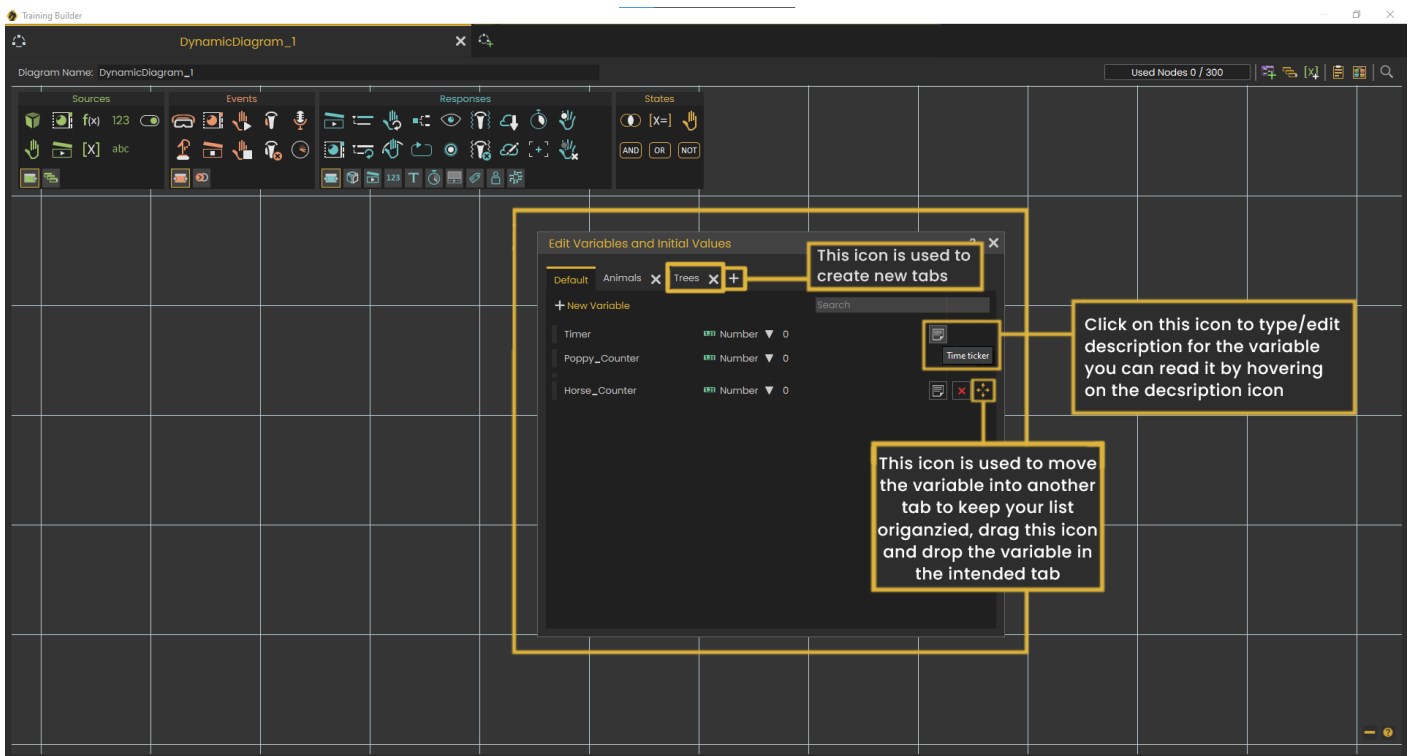 Training Builder
DynamicDiagram_1
Diagram Name: DynamicDiagram_1
Used Nodes 0 / 300
[x]
Sources
Events
Responses
States
f(x) 123
[X=]
[X] abc
AND OR NOT
123 T
Edit Variables and Initial Values
?
Default Animals Trees
This icon is used to
create new tabs
New Variable
Search
Timer Number 0
Time ticker
Poppy_Counter Number 0
Horse_Counter Number 0
Click on this icon to type/edit
description for the variable
you can read it by hovering
on the decsription icon
This icon is used to move
the variable into another
tab to keep your list
origanzied, drag this icon
and drop the variable in
the intended tab
?